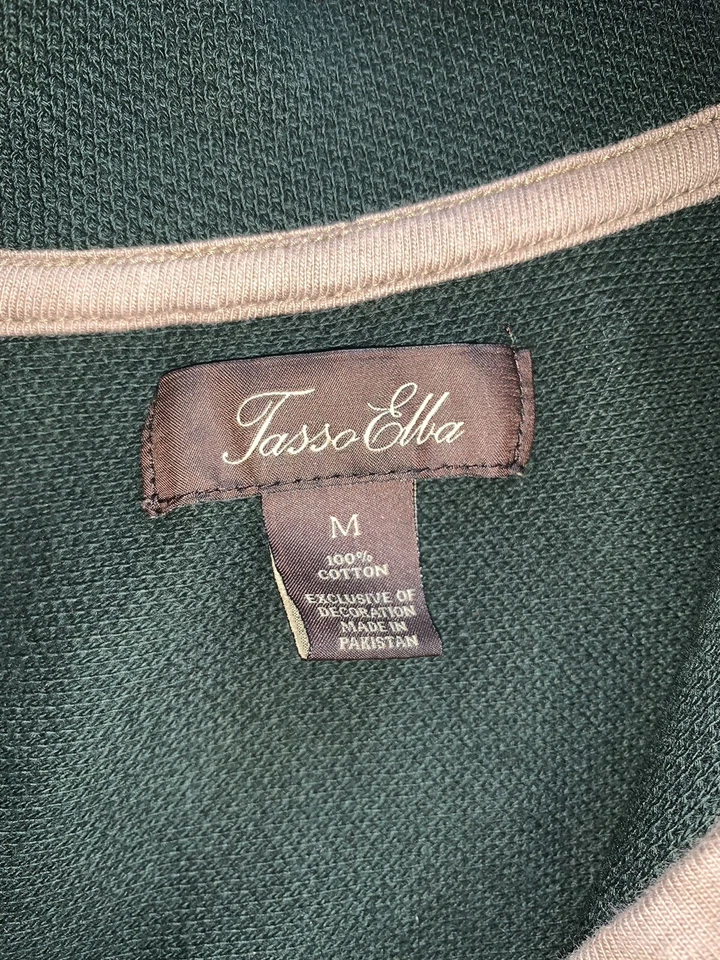 Tasso Elba
M
100%
COTTON
EXCLUSIVE OF
DECORATION
MADE IN
PAKISTAN